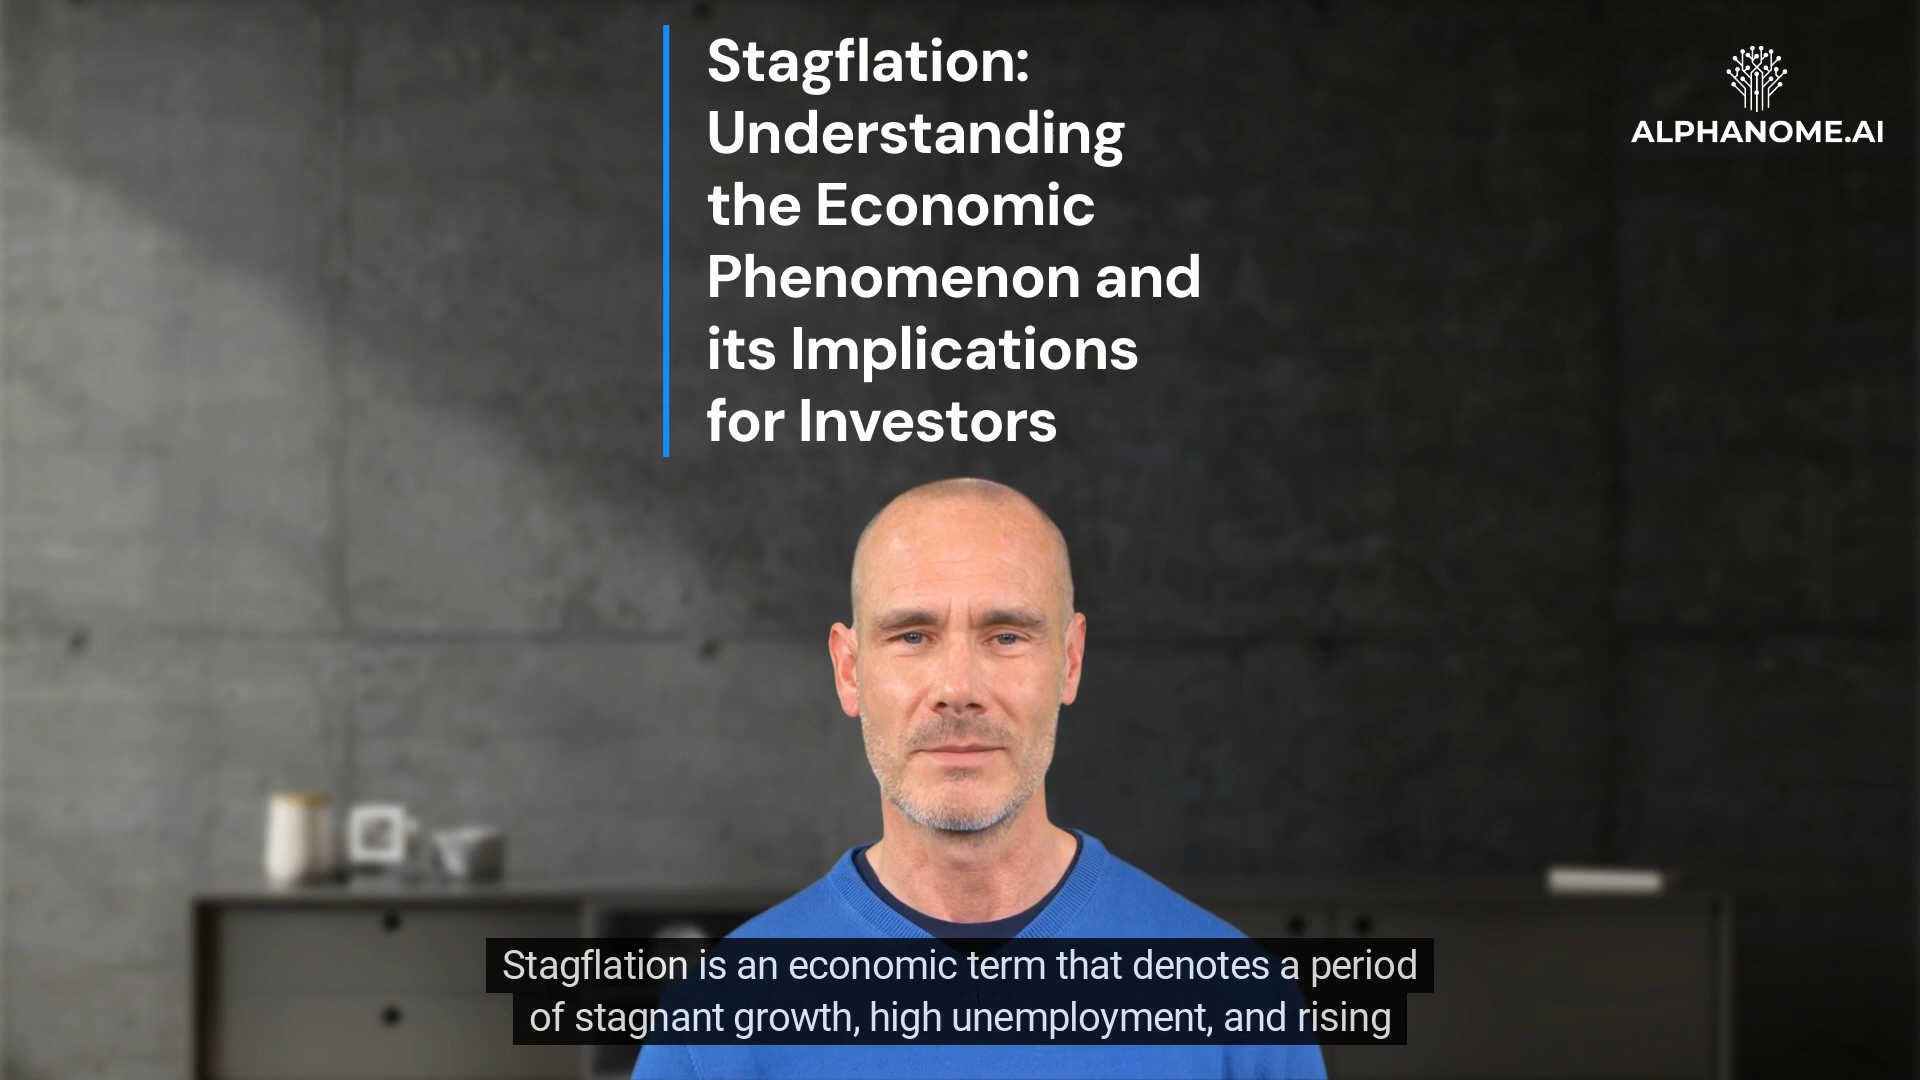 Stagflation:
Understanding
the Economic
Phenomenon and
its Implications
for Investors
ALPHANOME.AI
Stagflation is an economic term that denotes a period
of stagnant growth, high unemployment, and rising